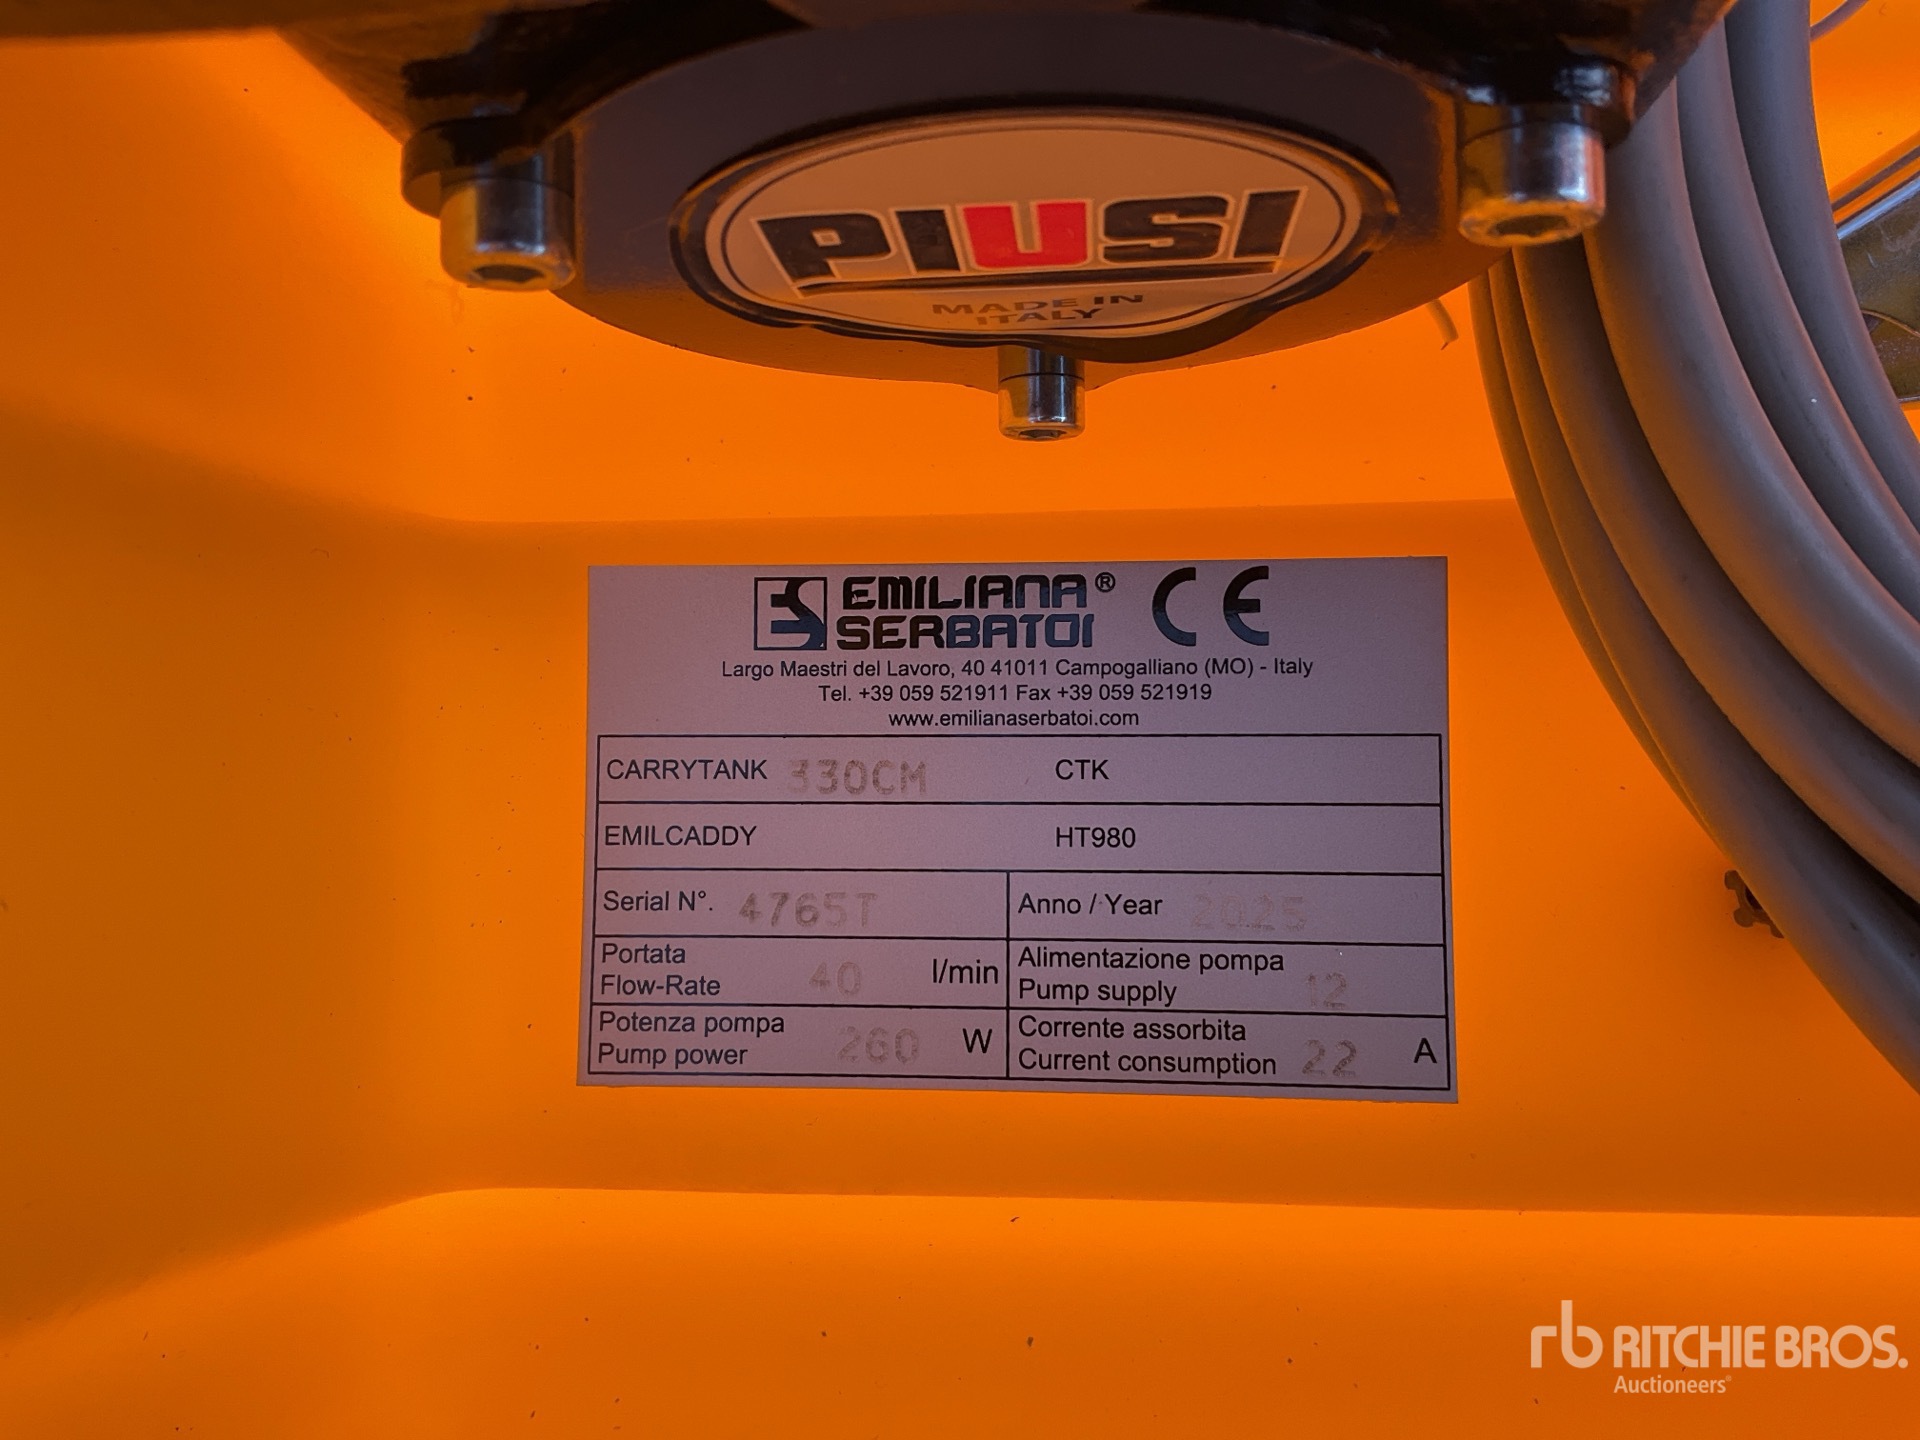 PIUSI
MADE IN
ITALY
EMILIANA®
SERBATOI
CE
Largo Maestri del Lavoro, 40 41011 Campogalliano (MO) - Italy
Tel. +39 059 521911 Fax +39 059 521919
www.emilianaserbatoi.com
CARRYTANK 330CM CTK
EMILCADDY HT980
Serial N°. 4765T Anno / Year 2025
Portata
Flow-Rate 40 l/min
Alimentazione pompa
Pump supply 12
Potenza pompa
Pump power 260 W
Corrente assorbita
Current consumption 22 A
rb RITCHIE BROS.
Auctioneers